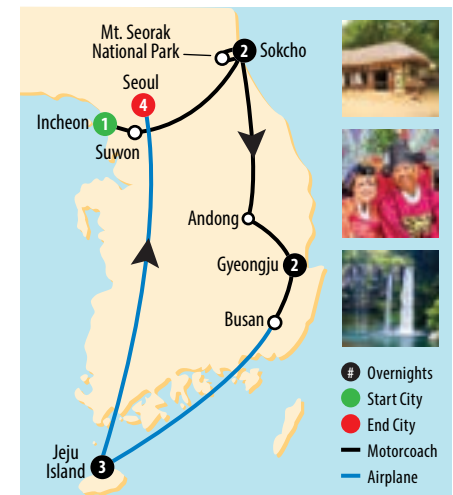 Mt. Seorak
National Park
2
Sokcho
Seoul
4
Incheon
1
Suwon
Andong
Gyeongju
2
Busan
Jeju
Island
3
# Overnights
Start City
End City
Motorcoach
Airplane